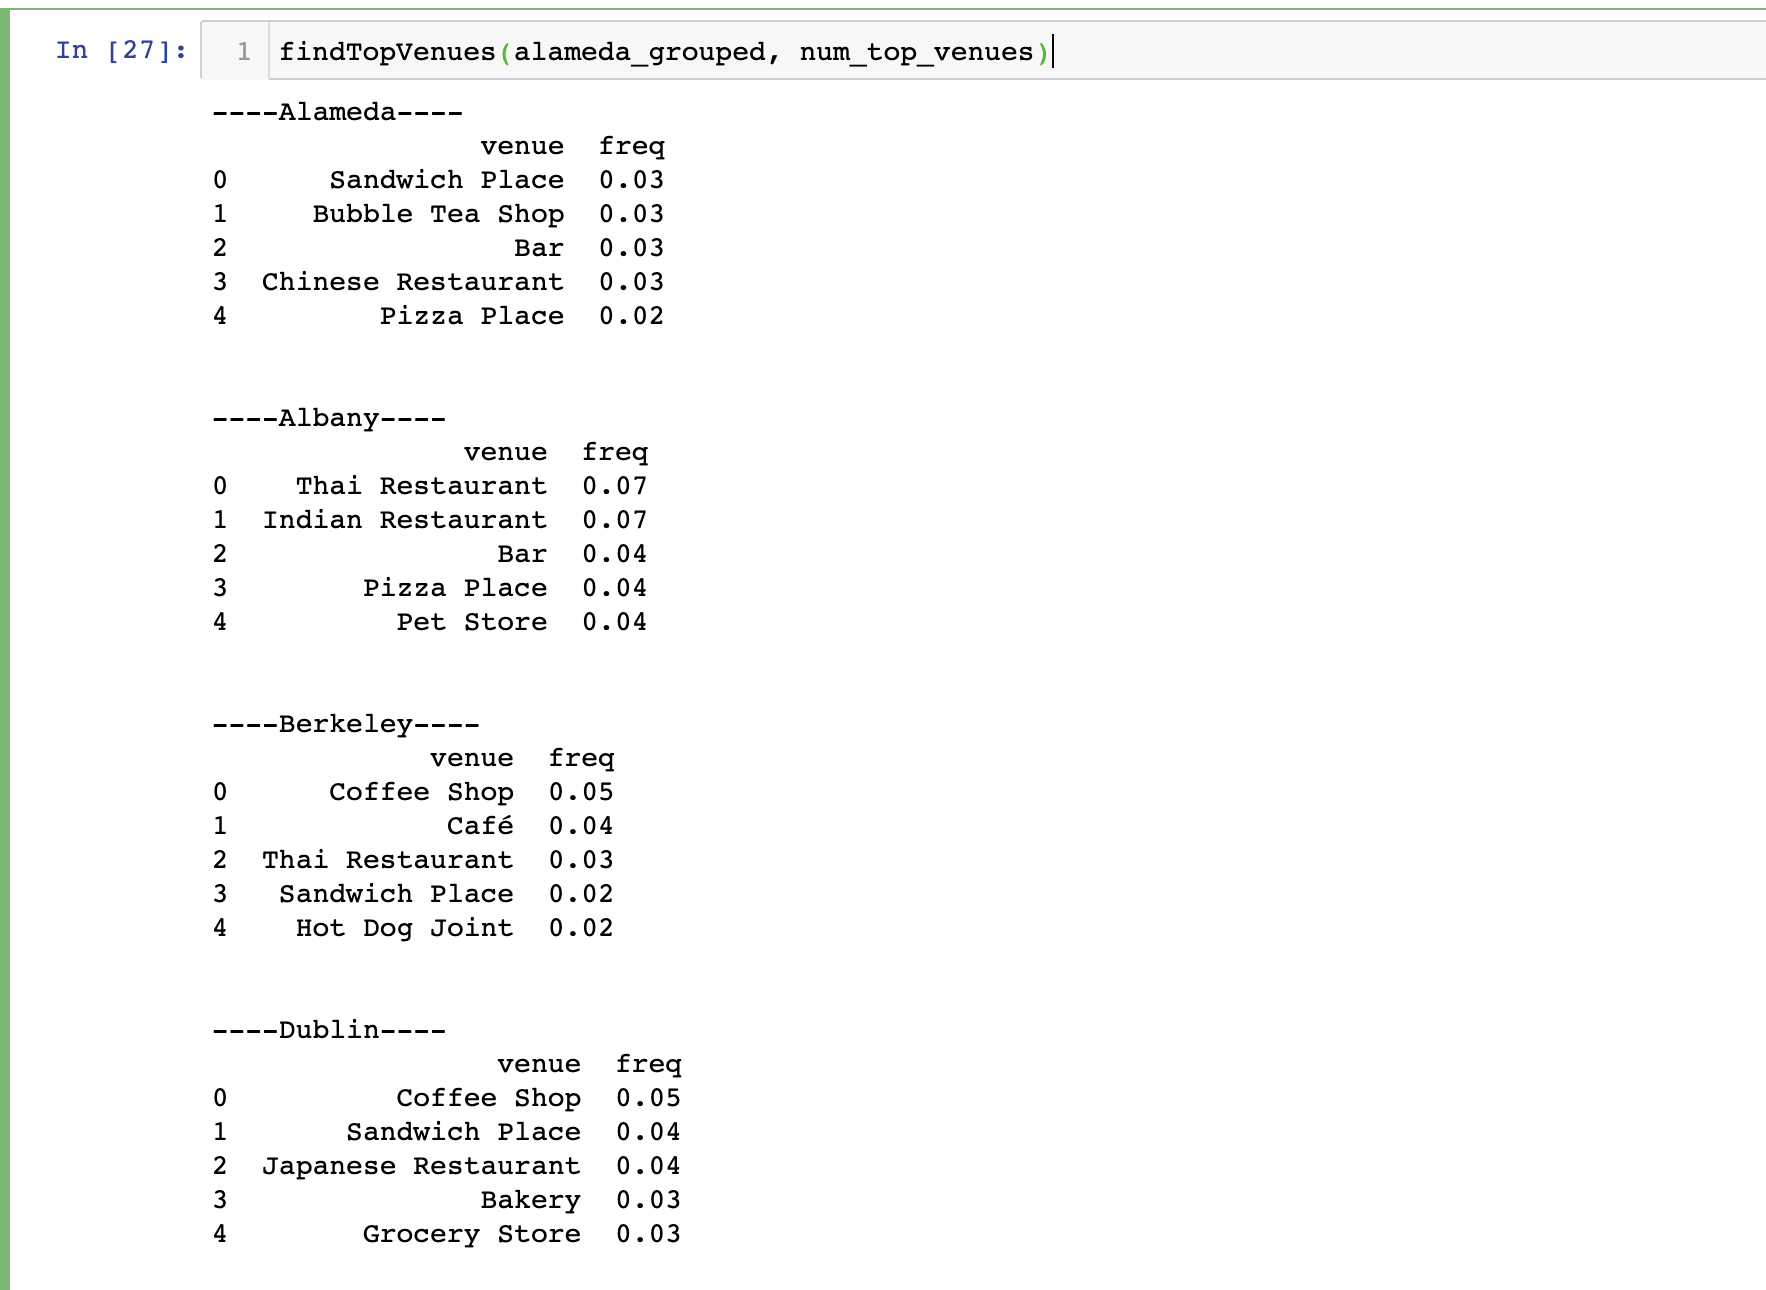 In [27]:
1 findTopVenues(alameda_grouped, num_top_venues)
----Alameda----
                venue  freq
0      Sandwich Place  0.03
1     Bubble Tea Shop  0.03
2                 Bar  0.03
3  Chinese Restaurant  0.03
4         Pizza Place  0.02
----Albany----
               venue  freq
0    Thai Restaurant  0.07
1  Indian Restaurant  0.07
2                Bar  0.04
3        Pizza Place  0.04
4          Pet Store  0.04
----Berkeley----
             venue  freq
0      Coffee Shop  0.05
1             Café  0.04
2  Thai Restaurant  0.03
3   Sandwich Place  0.02
4    Hot Dog Joint  0.02
----Dublin----
                 venue  freq
0          Coffee Shop  0.05
1       Sandwich Place  0.04
2  Japanese Restaurant  0.04
3               Bakery  0.03
4        Grocery Store  0.03